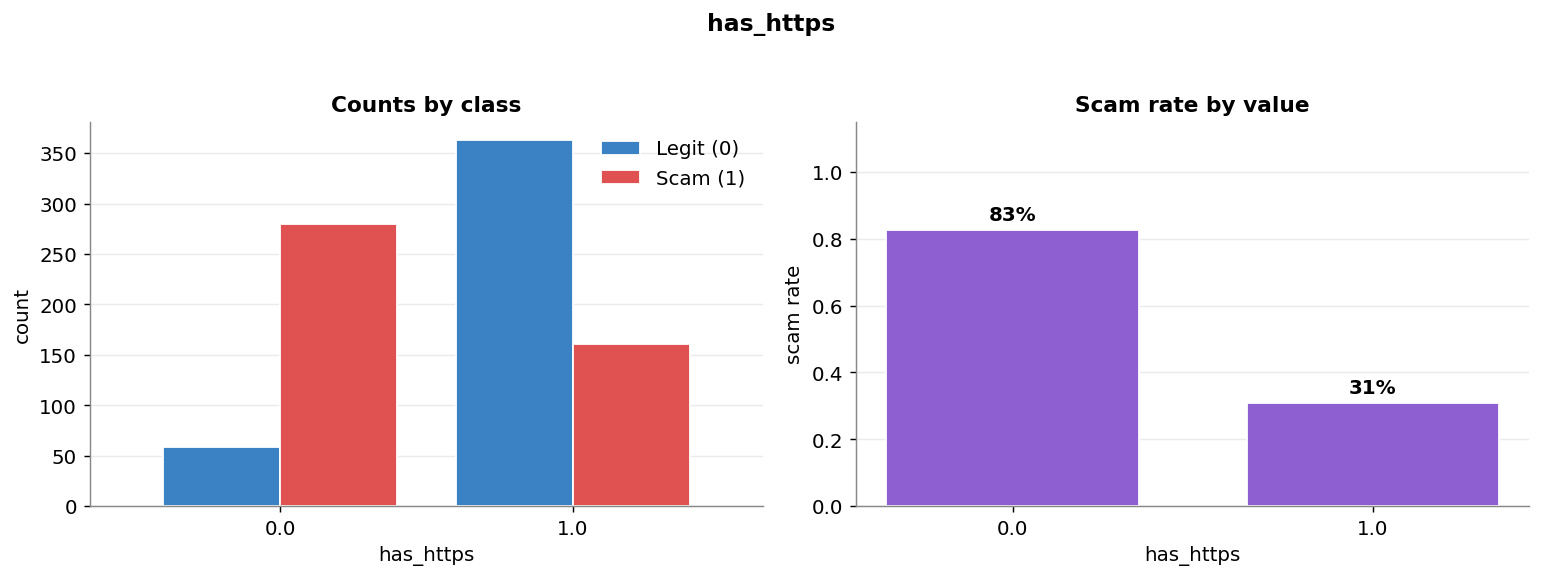 has_https
Counts by class
350
300
250
200
150
100
50
0
count
0.0
1.0
has_https
Legit (0)
Scam (1)
Scam rate by value
1.0
0.8
0.6
0.4
0.2
0.0
scam rate
83%
31%
0.0
1.0
has_https